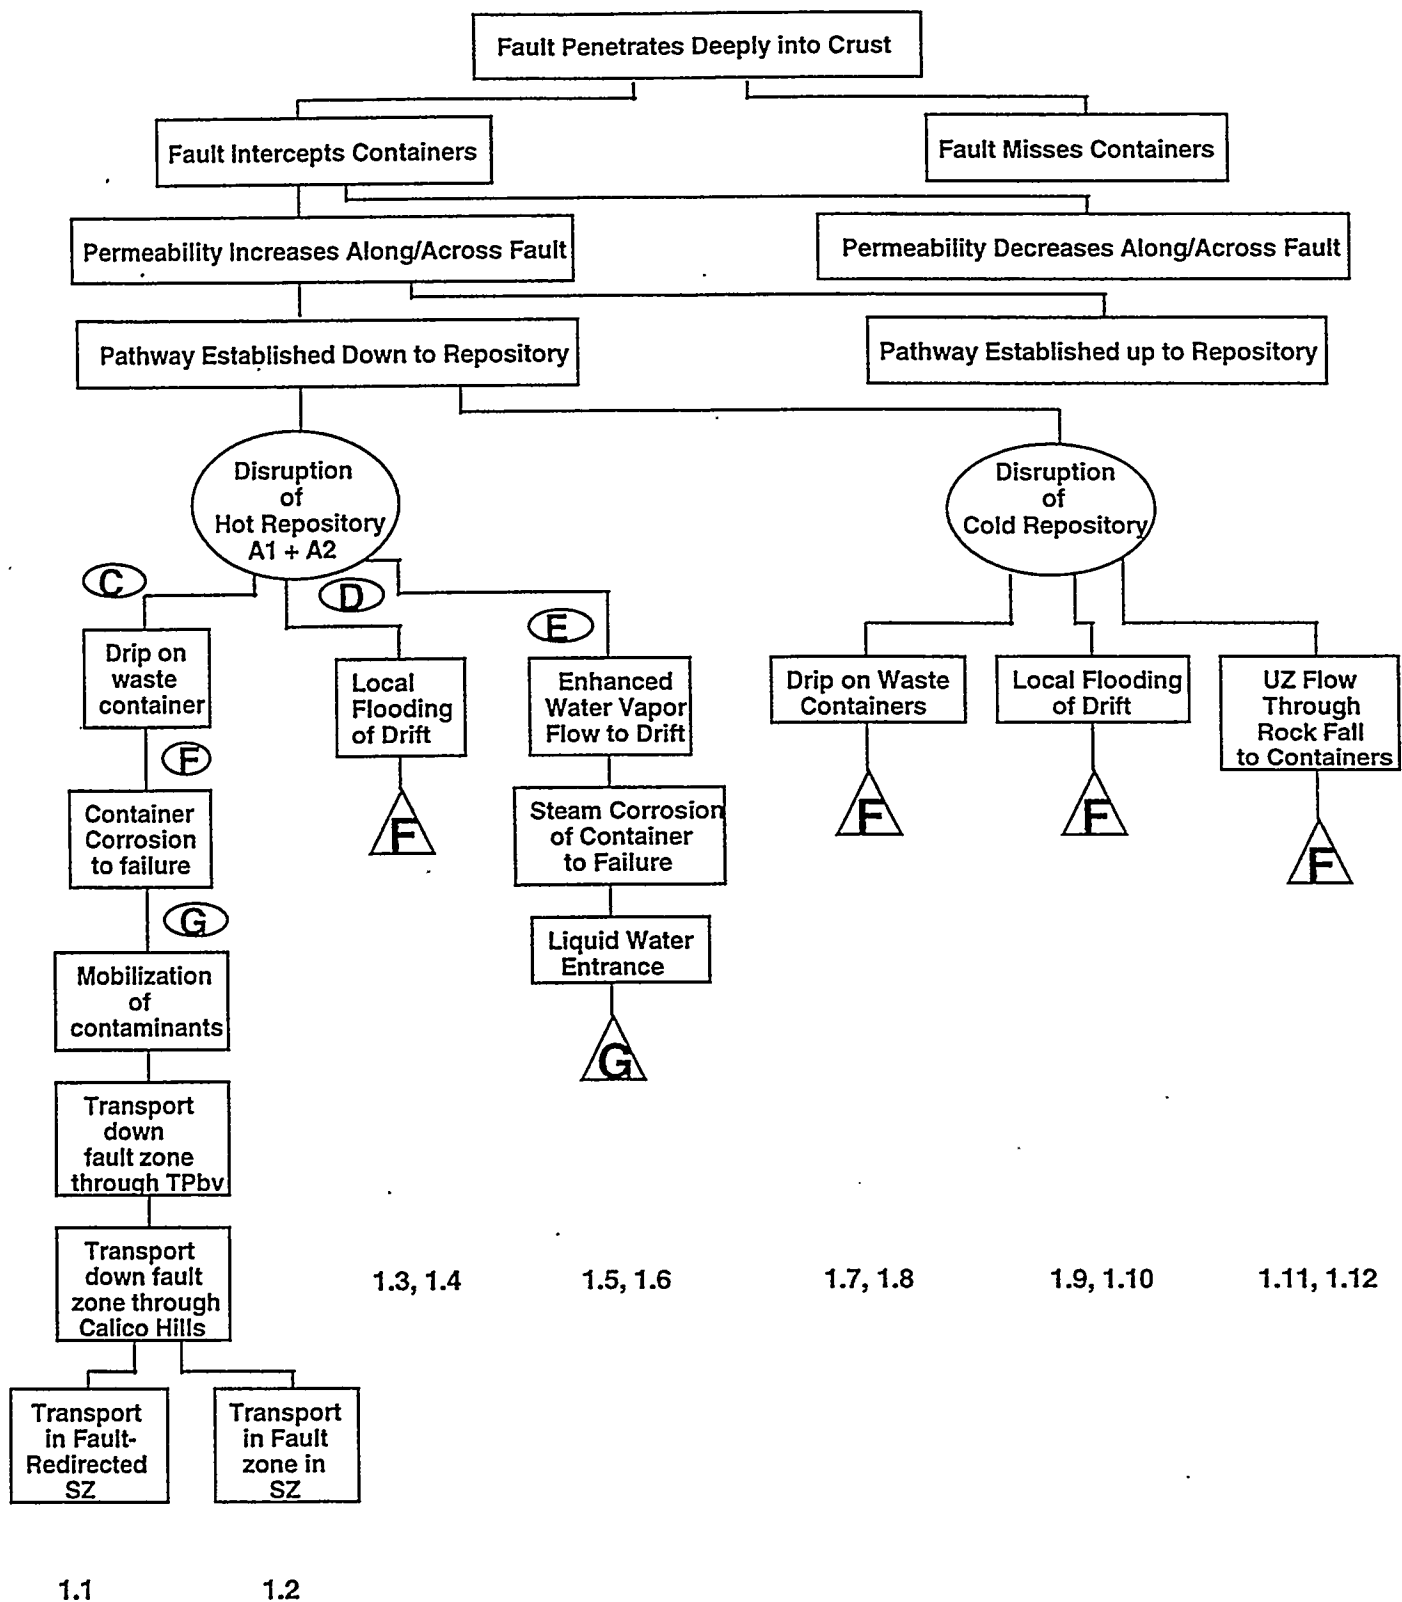 Fault Penetrates Deeply into Crust
Fault Intercepts Containers
Fault Misses Containers
Permeability Increases Along/Across Fault
Permeability Decreases Along/Across Fault
Pathway Established Down to Repository
Pathway Established up to Repository
Disruption
of
Hot Repository
A1 + A2
Disruption
of
Cold Repository
C
D
E
Drip on
waste
container
Local
Flooding
of Drift
Enhanced
Water Vapor
Flow to Drift
Drip on Waste
Containers
Local Flooding
of Drift
UZ Flow
Through
Rock Fall
to Containers
F
Container
Corrosion
to failure
F
Steam Corrosion
of Container
to Failure
F
F
F
G
Liquid Water
Entrance
Mobilization
of
contaminants
G
Transport
down
fault zone
through TPbv
Transport
down fault
zone through
Calico Hills
1.3, 1.4
1.5, 1.6
1.7, 1.8
1.9, 1.10
1.11, 1.12
Transport
in Fault-
Redirected
SZ
Transport
in Fault
zone in
SZ
1.1
1.2